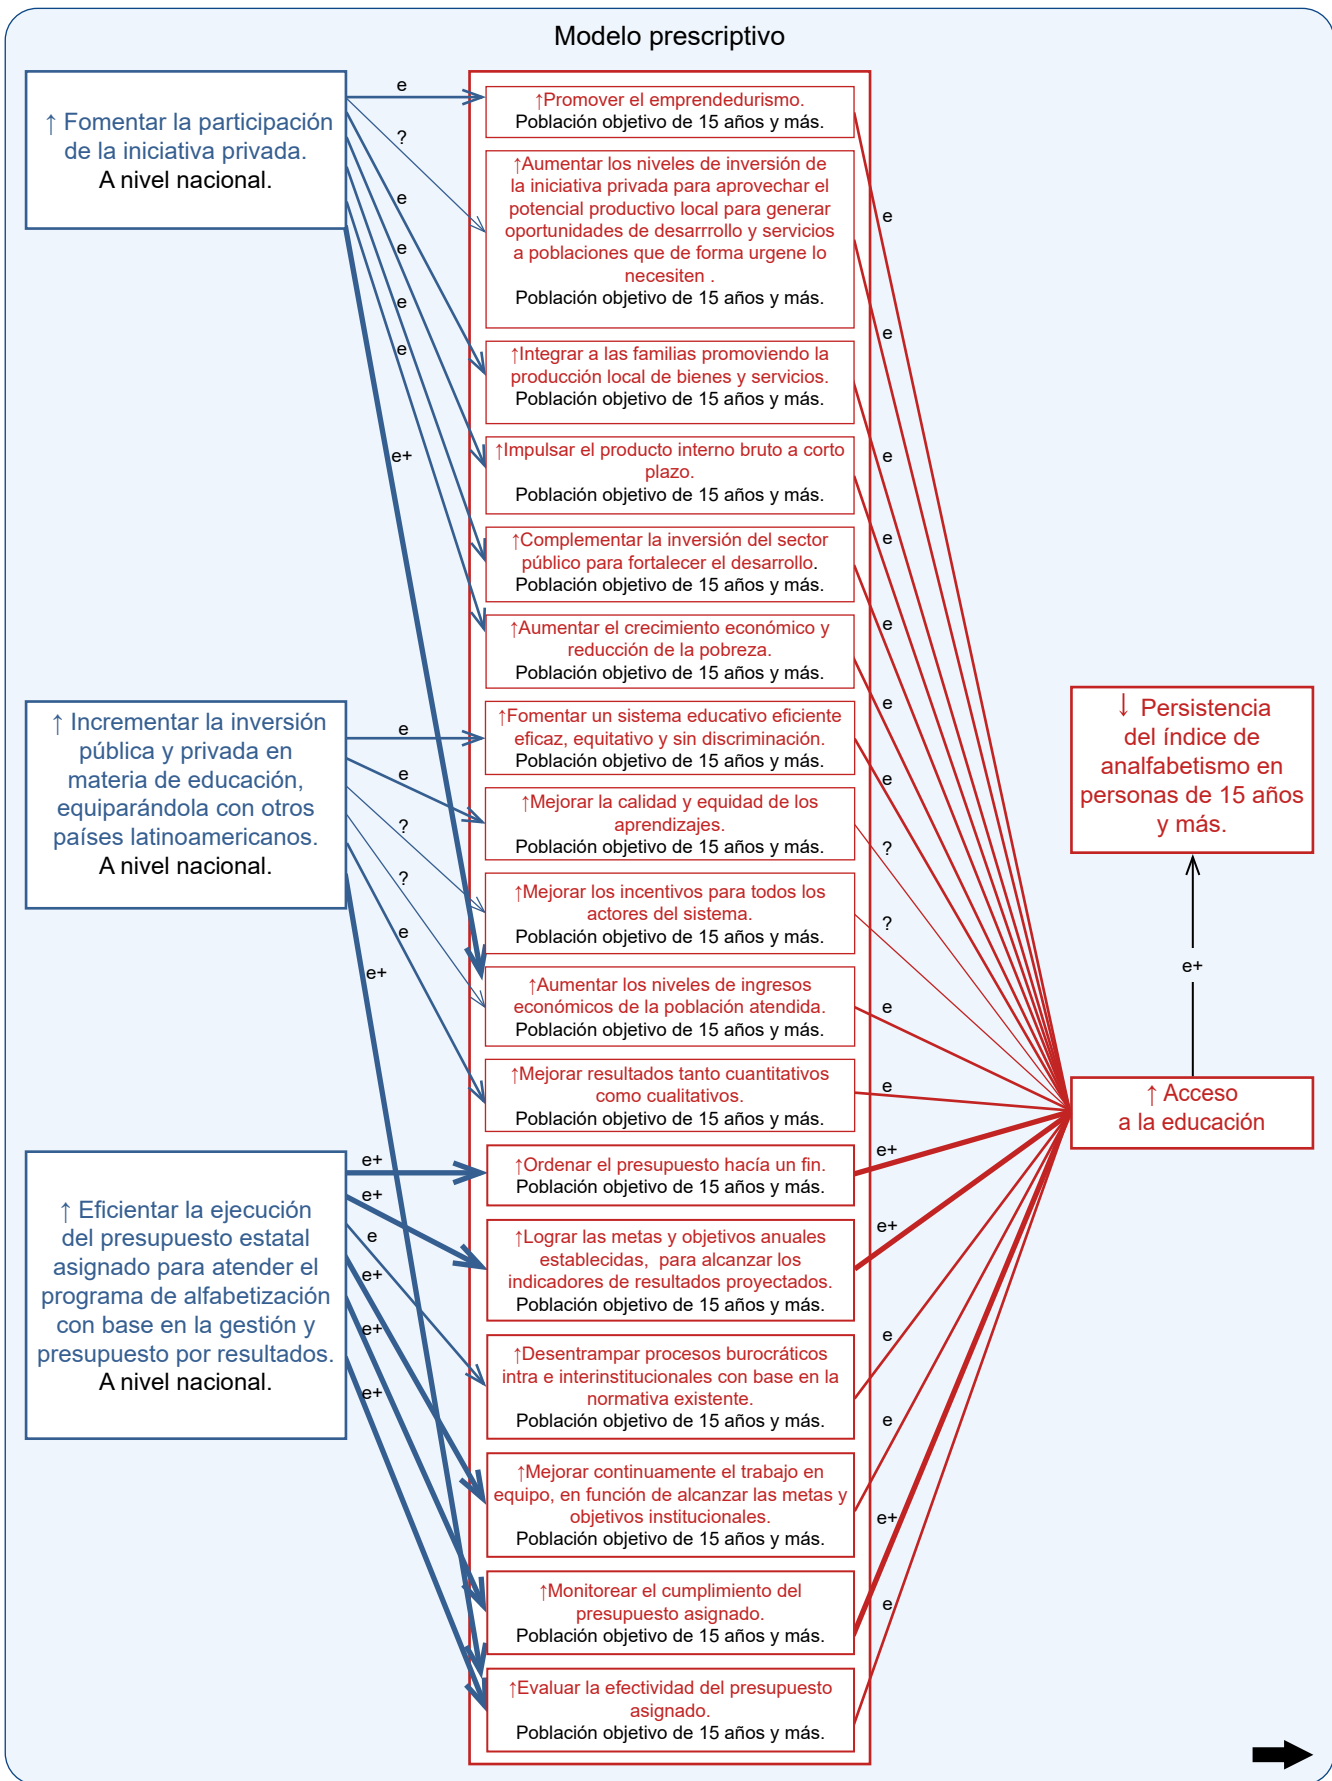 Modelo prescriptivo
↑ Fomentar la participación
de la iniciativa privada.
A nivel nacional.
↑ Incrementar la inversión
pública y privada en
materia de educación,
equiparándola con otros
países latinoamericanos.
A nivel nacional.
↑ Eficientar la ejecución
del presupuesto estatal
asignado para atender el
programa de alfabetización
con base en la gestión y
presupuesto por resultados.
A nivel nacional.
e
?
e
e
e
e
e+
e
e
?
?
e
e+
e+
e+
e
e+
e+
e+
↑Promover el emprendedurismo.
Población objetivo de 15 años y más.
↑Aumentar los niveles de inversión de
la iniciativa privada para aprovechar el
potencial productivo local para generar
oportunidades de desarrrollo y servicios
a poblaciones que de forma urgene lo
necesiten .
Población objetivo de 15 años y más.
↑Integrar a las familias promoviendo la
producción local de bienes y servicios.
Población objetivo de 15 años y más.
↑Impulsar el producto interno bruto a corto
plazo.
Población objetivo de 15 años y más.
↑Complementar la inversión del sector
público para fortalecer el desarrollo.
Población objetivo de 15 años y más.
↑Aumentar el crecimiento económico y
reducción de la pobreza.
Población objetivo de 15 años y más.
↑Fomentar un sistema educativo eficiente
eficaz, equitativo y sin discriminación.
Población objetivo de 15 años y más.
↑Mejorar la calidad y equidad de los
aprendizajes.
Población objetivo de 15 años y más.
↑Mejorar los incentivos para todos los
actores del sistema.
Población objetivo de 15 años y más.
↑Aumentar los niveles de ingresos
económicos de la población atendida.
Población objetivo de 15 años y más.
↑Mejorar resultados tanto cuantitativos
como cualitativos.
Población objetivo de 15 años y más.
↑Ordenar el presupuesto hacía un fin.
Población objetivo de 15 años y más.
↑Lograr las metas y objetivos anuales
establecidas, para alcanzar los
indicadores de resultados proyectados.
Población objetivo de 15 años y más.
↑Desentrampar procesos burocráticos
intra e interinstitucionales con base en la
normativa existente.
Población objetivo de 15 años y más.
↑Mejorar continuamente el trabajo en
equipo, en función de alcanzar las metas y
objetivos institucionales.
Población objetivo de 15 años y más.
↑Monitorear el cumplimiento del
presupuesto asignado.
Población objetivo de 15 años y más.
↑Evaluar la efectividad del presupuesto
asignado.
Población objetivo de 15 años y más.
e
e
e
e
e
e
e
?
?
e
e
e+
e+
e
e
e+
e
↓ Persistencia
del índice de
analfabetismo en
personas de 15 años
y más.
e+
↑ Acceso
a la educación